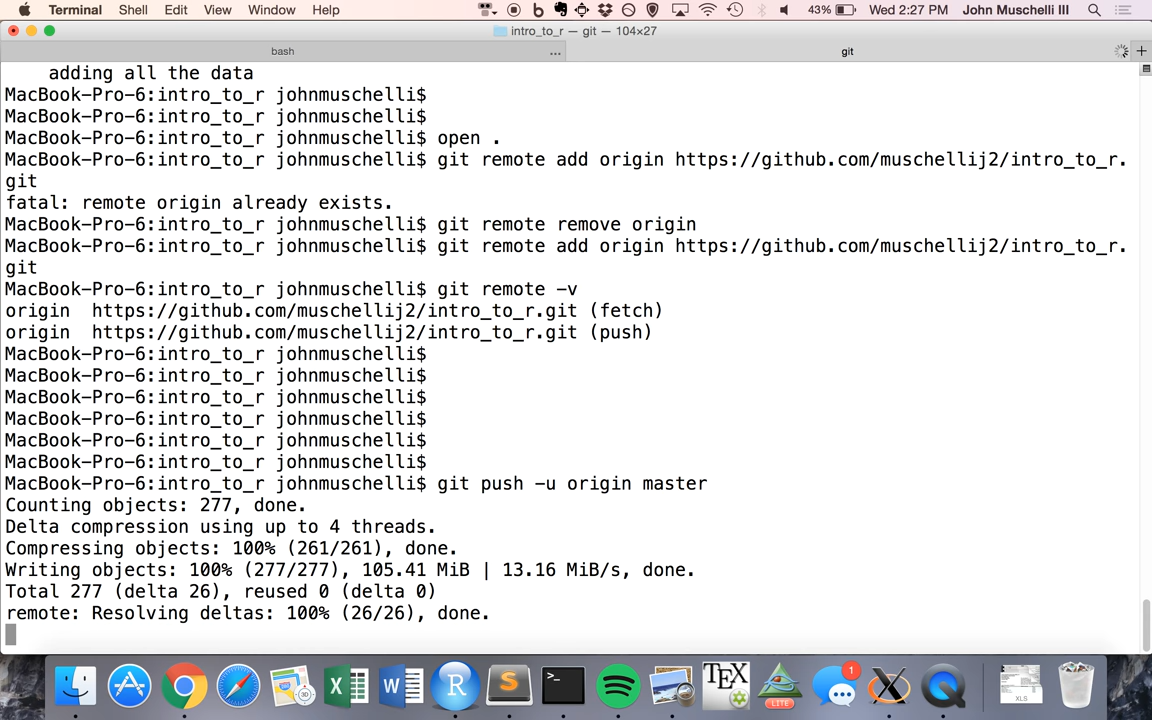 Terminal Shell Edit View Window Help 43% Wed 2:27 PM John Muschelli III
intro_to_r — git — 104×27
bash ... git +
adding all the data
MacBook-Pro-6:intro_to_r johnmuschelli$
MacBook-Pro-6:intro_to_r johnmuschelli$
MacBook-Pro-6:intro_to_r johnmuschelli$ open .
MacBook-Pro-6:intro_to_r johnmuschelli$ git remote add origin https://github.com/muschellij2/intro_to_r.
git
fatal: remote origin already exists.
MacBook-Pro-6:intro_to_r johnmuschelli$ git remote remove origin
MacBook-Pro-6:intro_to_r johnmuschelli$ git remote add origin https://github.com/muschellij2/intro_to_r.
git
MacBook-Pro-6:intro_to_r johnmuschelli$ git remote -v
origin  https://github.com/muschellij2/intro_to_r.git (fetch)
origin  https://github.com/muschellij2/intro_to_r.git (push)
MacBook-Pro-6:intro_to_r johnmuschelli$
MacBook-Pro-6:intro_to_r johnmuschelli$
MacBook-Pro-6:intro_to_r johnmuschelli$
MacBook-Pro-6:intro_to_r johnmuschelli$
MacBook-Pro-6:intro_to_r johnmuschelli$
MacBook-Pro-6:intro_to_r johnmuschelli$
MacBook-Pro-6:intro_to_r johnmuschelli$ git push -u origin master
Counting objects: 277, done.
Delta compression using up to 4 threads.
Compressing objects: 100% (261/261), done.
Writing objects: 100% (277/277), 105.41 MiB | 13.16 MiB/s, done.
Total 277 (delta 26), reused 0 (delta 0)
remote: Resolving deltas: 100% (26/26), done.
3D X W R S >_ TEX LITE 1 X XLS